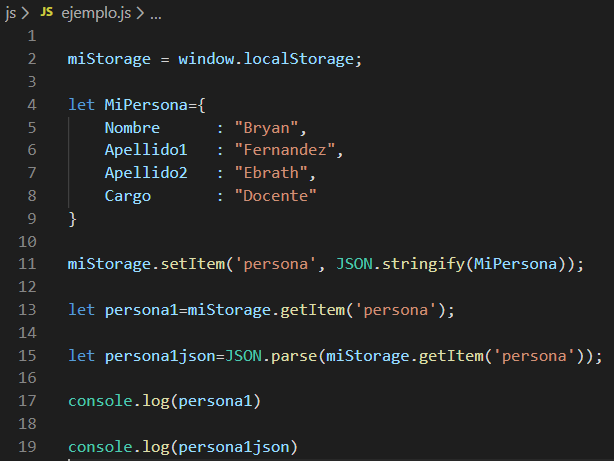 js > JS ejemplo.js > ...
1
2 miStorage = window.localStorage;
3
4 let MiPersona={
5     Nombre      : "Bryan",
6     Apellido1   : "Fernandez",
7     Apellido2   : "Ebrath",
8     Cargo       : "Docente"
9 }
10
11 miStorage.setItem('persona', JSON.stringify(MiPersona));
12
13 let persona1=miStorage.getItem('persona');
14
15 let persona1json=JSON.parse(miStorage.getItem('persona'));
16
17 console.log(persona1)
18
19 console.log(persona1json)